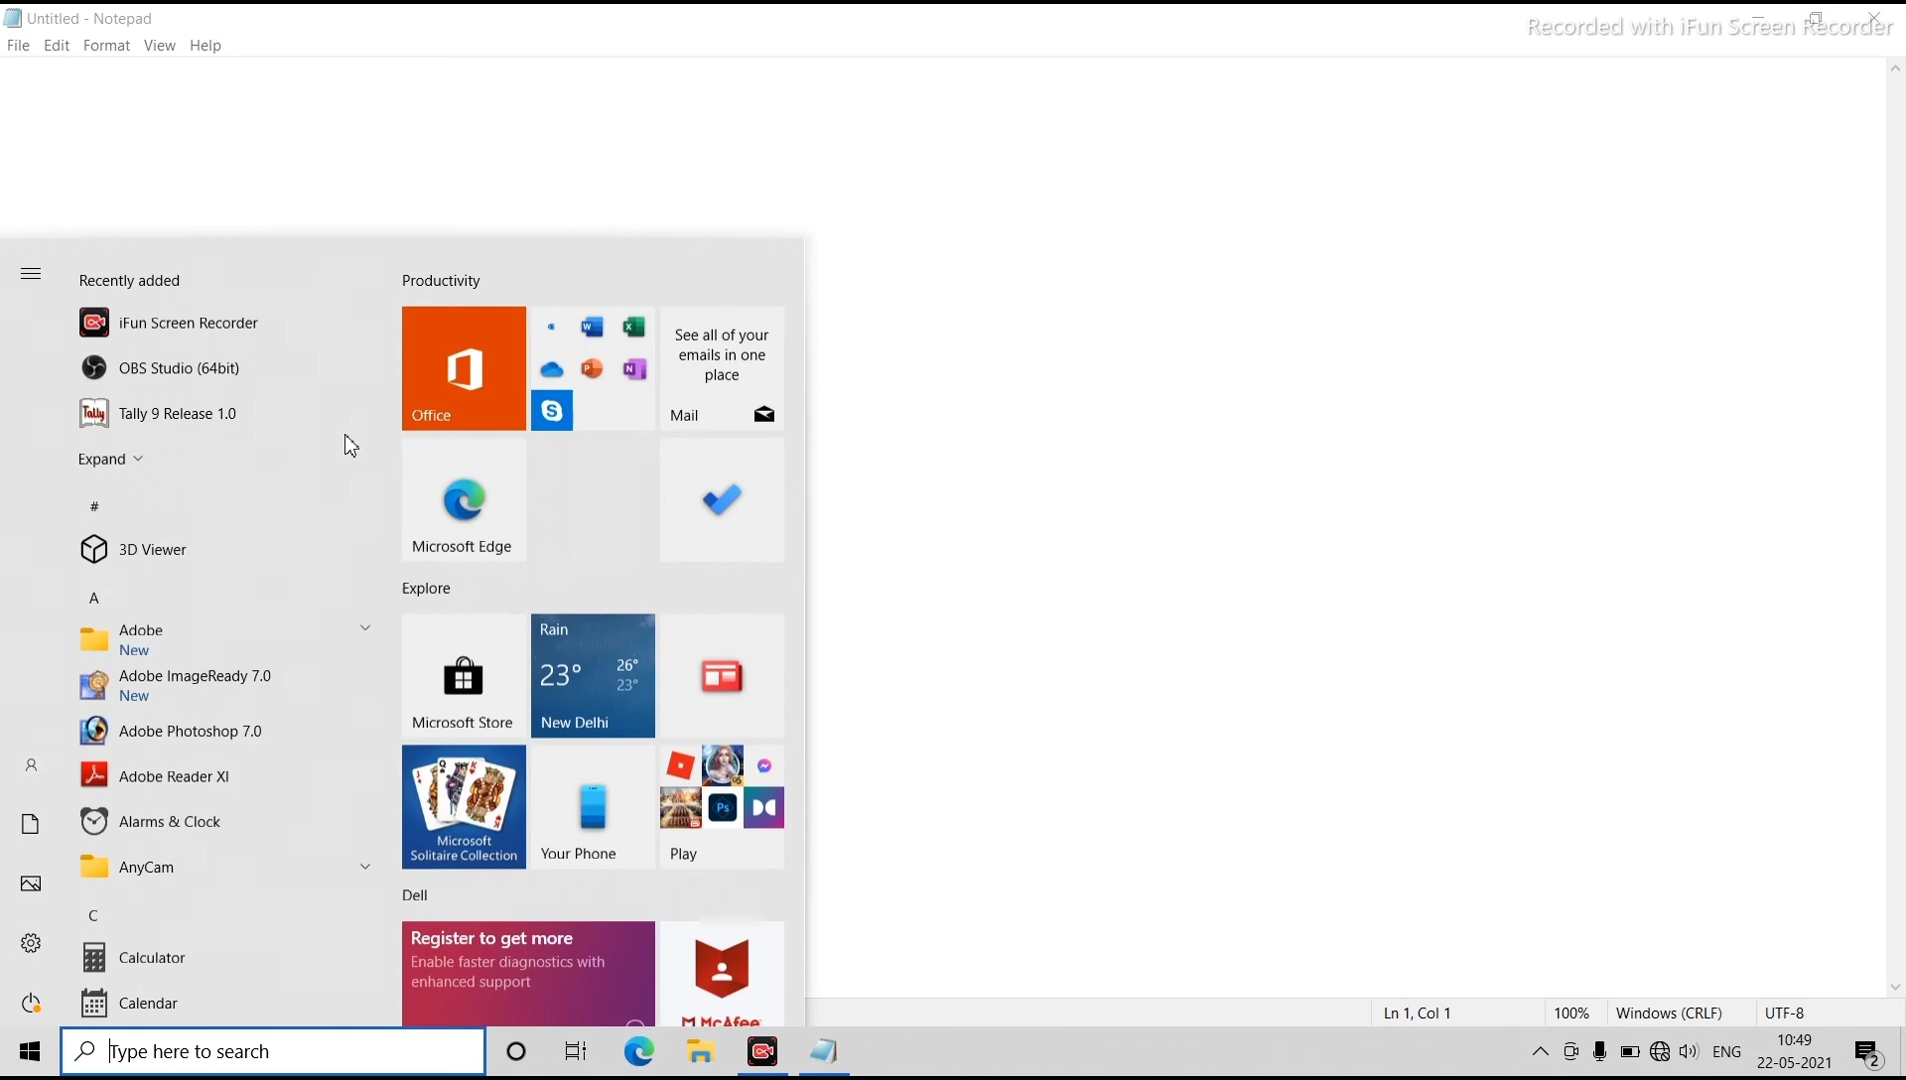 Untitled - Notepad
Recorded with iFun Screen Recorder
File Edit Format View Help
Recently added
iFun Screen Recorder
OBS Studio (64bit)
Tally
Tally 9 Release 1.0
Expand
#
3D Viewer
A
Adobe
New
Adobe ImageReady 7.0
New
Adobe Photoshop 7.0
Adobe Reader XI
Alarms & Clock
AnyCam
C
Calculator
Calendar
Productivity
Office
See all of your
emails in one
place
Mail
Microsoft Edge
Explore
Microsoft Store
Rain
23° 26°
23°
New Delhi
Microsoft
Solitaire Collection
Your Phone
Ps
Play
Dell
Register to get more
Enable faster diagnostics with
enhanced support
McAfee
Ln 1, Col 1 100% Windows (CRLF) UTF-8
Type here to search
ENG
10:49
22-05-2021
2